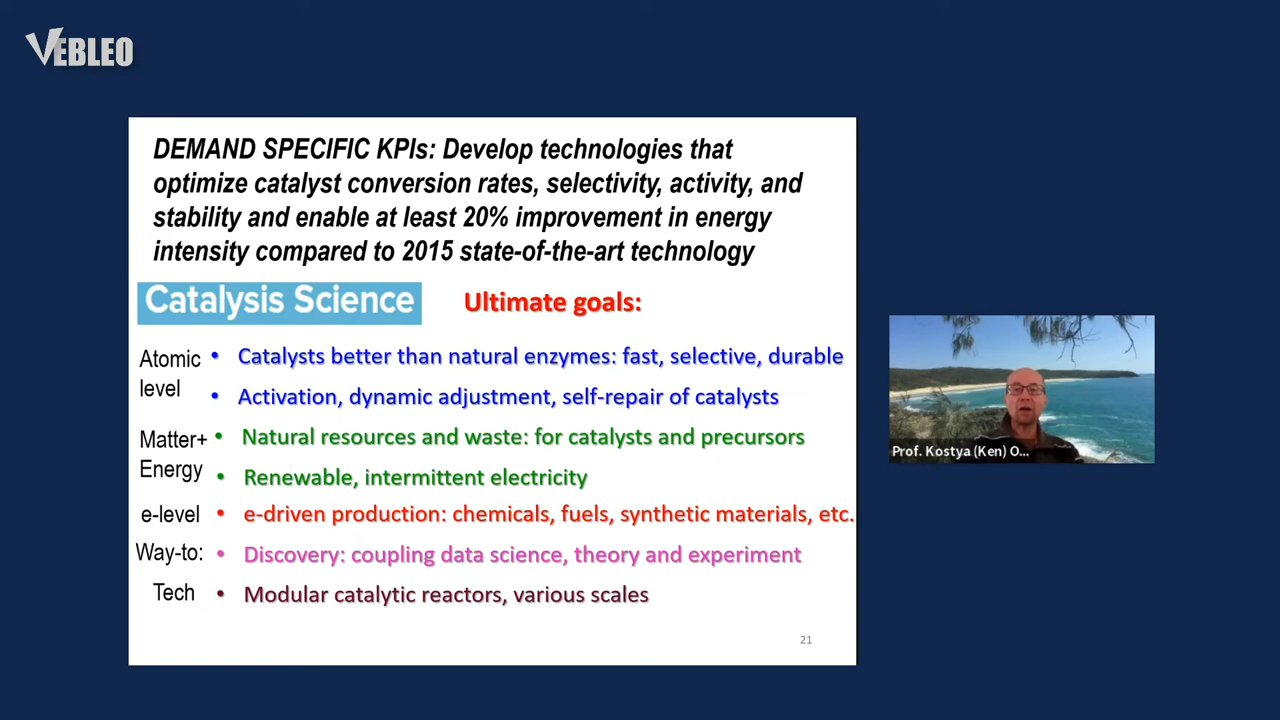 VEBLEO
DEMAND SPECIFIC KPIs: Develop technologies that
optimize catalyst conversion rates, selectivity, activity, and
stability and enable at least 20% improvement in energy
intensity compared to 2015 state-of-the-art technology
Catalysis Science
Ultimate goals:
Atomic
level
• Catalysts better than natural enzymes: fast, selective, durable
• Activation, dynamic adjustment, self-repair of catalysts
Matter+
Energy
• Natural resources and waste: for catalysts and precursors
• Renewable, intermittent electricity
e-level • e-driven production: chemicals, fuels, synthetic materials, etc.
Way-to: • Discovery: coupling data science, theory and experiment
Tech • Modular catalytic reactors, various scales
21
Prof. Kostya (Ken) O...